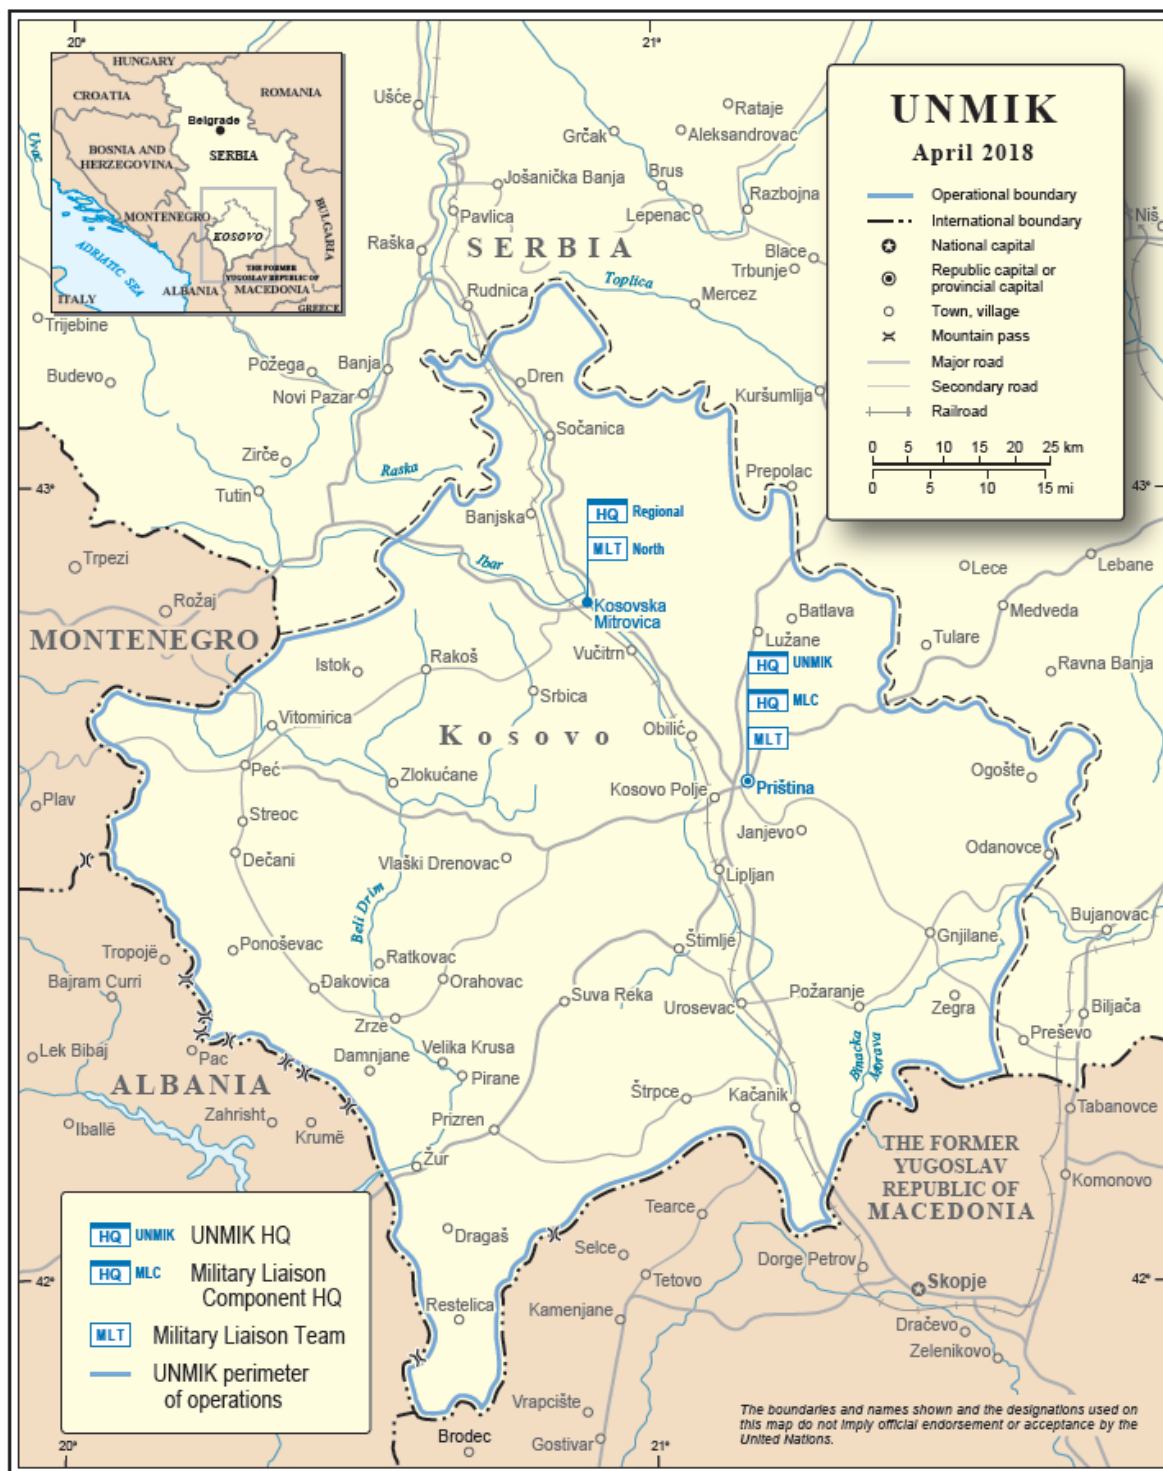 20°
21°
HUNGARY
CROATIA
ROMANIA
Belgrade
BOSNIA AND
HERZEGOVINA
SERBIA
MONTENEGRO
KOSOVO
BULGARIA
ADRIATIC SEA
THE FORMER
YUGOSLAV REPUBLIC OF
MACEDONIA
ALBANIA
ITALY
GREECE
UNMIK
April 2018
Operational boundary
International boundary
National capital
Republic capital or
provincial capital
Town, village
Mountain pass
Major road
Secondary road
Railroad
0 5 10 15 20 25 km
0 5 10 15 mi
Uvac
Ušće
Rataje
Grčak
Aleksandrovac
Brus
Jošanička Banja
Razbojna
Lepenac
Pavlica
Niš
Raška
SERBIA
Blace
Trbunje
Toplica
Rudnica
Mercez
Trijebine
Požega
Banja
Budevo
Dren
Novi Pazar
Kuršumlija
Sočanica
Zirče
Raska
Prepolac
Tutin
43°
43°
Banjska
HQ Regional
MLT North
Trpezi
Ibar
Lece
Lebane
Rožaj
Kosovska
Mitrovica
Batlava
Medveda
MONTENEGRO
Lužane
Tulare
Vučitrn
Istok
Rakoš
HQ UNMIK
Ravna Banja
Srbica
HQ MLC
Vitomirica
Kosovo
Obilić
MLT
Peć
Zlokućane
Ogošte
Kosovo Polje
Priština
Plav
Streoc
Janjevo
Dečani
Vlaški Drenovac
Odanovce
Lipljan
Beli Drim
Bujanovac
Gnjilane
Tropojë
Ponoševac
Štimlje
Ratkovac
Bajram Curri
Đakovica
Orahovac
Suva Reka
Urosevac
Požaranje
Zegra
Biljača
Zrze
Preševo
Lek Bibaj
Pac
Damnjane
Velika Krusa
Binacka
Morava
ALBANIA
Pirane
Štrpce
Kačanik
Zahrisht
Tabanovce
Iballë
Krumë
Prizren
THE FORMER
YUGOSLAV
REPUBLIC OF
MACEDONIA
Žur
Komonovo
Tearce
Dragaš
Selce
Dorge Petrov
Tetovo
42°
42°
Skopje
Restelica
Kamenjane
Dračevo
Zelenikovo
Vrapcište
Brodec
Gostivar
HQ UNMIK UNMIK HQ
HQ MLC Military Liaison
Component HQ
MLT Military Liaison Team
UNMIK perimeter
of operations
The boundaries and names shown and the designations used on
this map do not imply official endorsement or acceptance by the
United Nations.
20°
21°